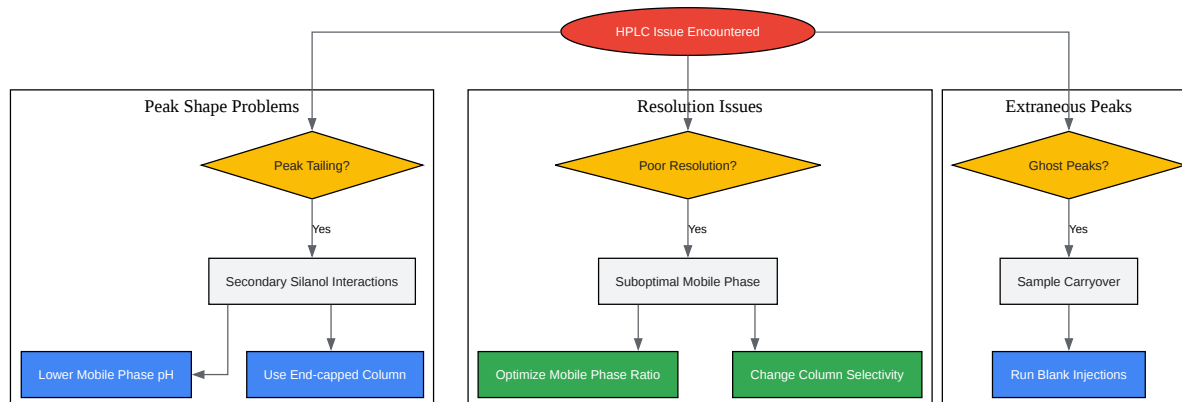 HPLC Issue Encountered
Peak Shape Problems
Resolution Issues
Extraneous Peaks
Peak Tailing?
Poor Resolution?
Ghost Peaks?
Yes
Yes
Yes
Secondary Silanol Interactions
Suboptimal Mobile Phase
Sample Carryover
Lower Mobile Phase pH
Use End-capped Column
Optimize Mobile Phase Ratio
Change Column Selectivity
Run Blank Injections